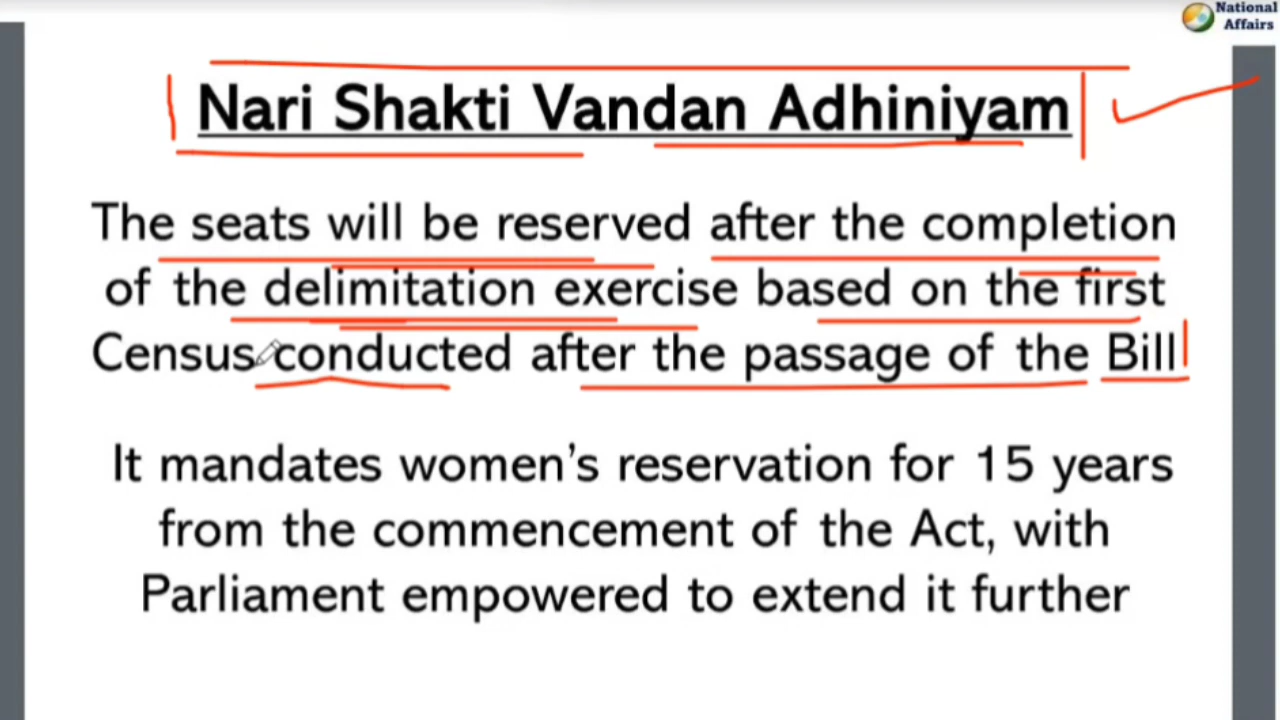 National
Affairs
Nari Shakti Vandan Adhiniyam
The seats will be reserved after the completion
of the delimitation exercise based on the first
Census conducted after the passage of the Bill
It mandates women’s reservation for 15 years
from the commencement of the Act, with
Parliament empowered to extend it further